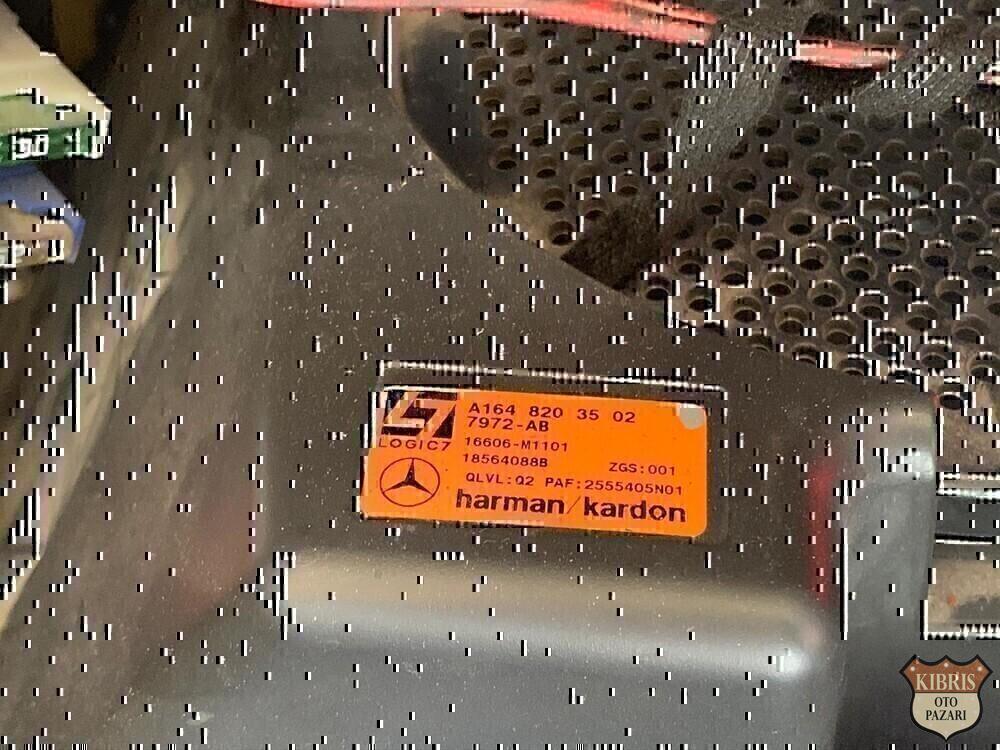 A164 820 35 02
7972-AB
LOGIC7
16606-M1101
18564088B
ZGS:001
QLVL:Q2 PAF:2555405N01
harman/kardon
KIBRIS
OTO
PAZARI